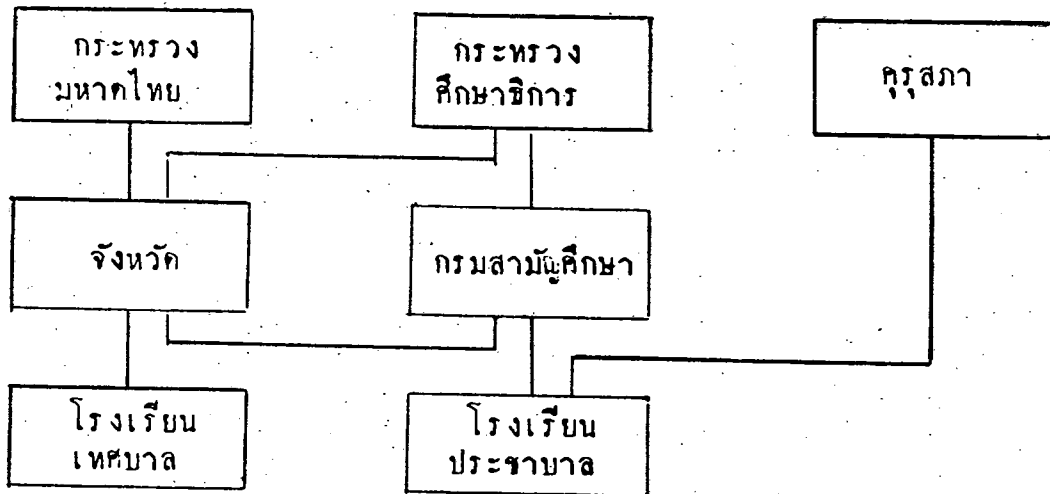 กระทรวง
มหาดไทย
กระทรวง
ศึกษาธิการ
คุรุสภา
จังหวัด
กรมสามัญศึกษา
โรงเรียน
เทศบาล
โรงเรียน
ประชาบาล